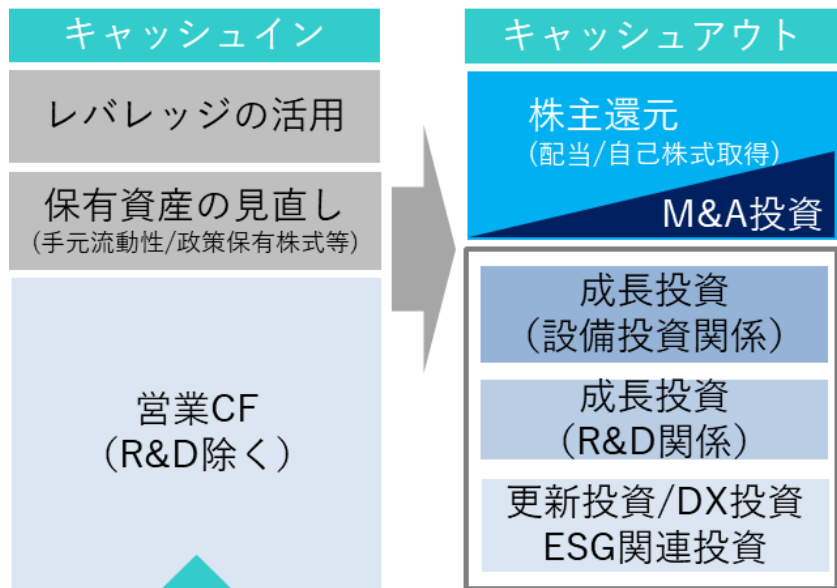 キャッシュイン
レバレッジの活用
保有資産の見直し
(手元流動性/政策保有株式等)
営業CF
(R&D除く)
キャッシュアウト
株主還元
(配当/自己株式取得)
M&A投資
成長投資
(設備投資関係)
成長投資
(R&D関係)
更新投資/DX投資
ESG関連投資